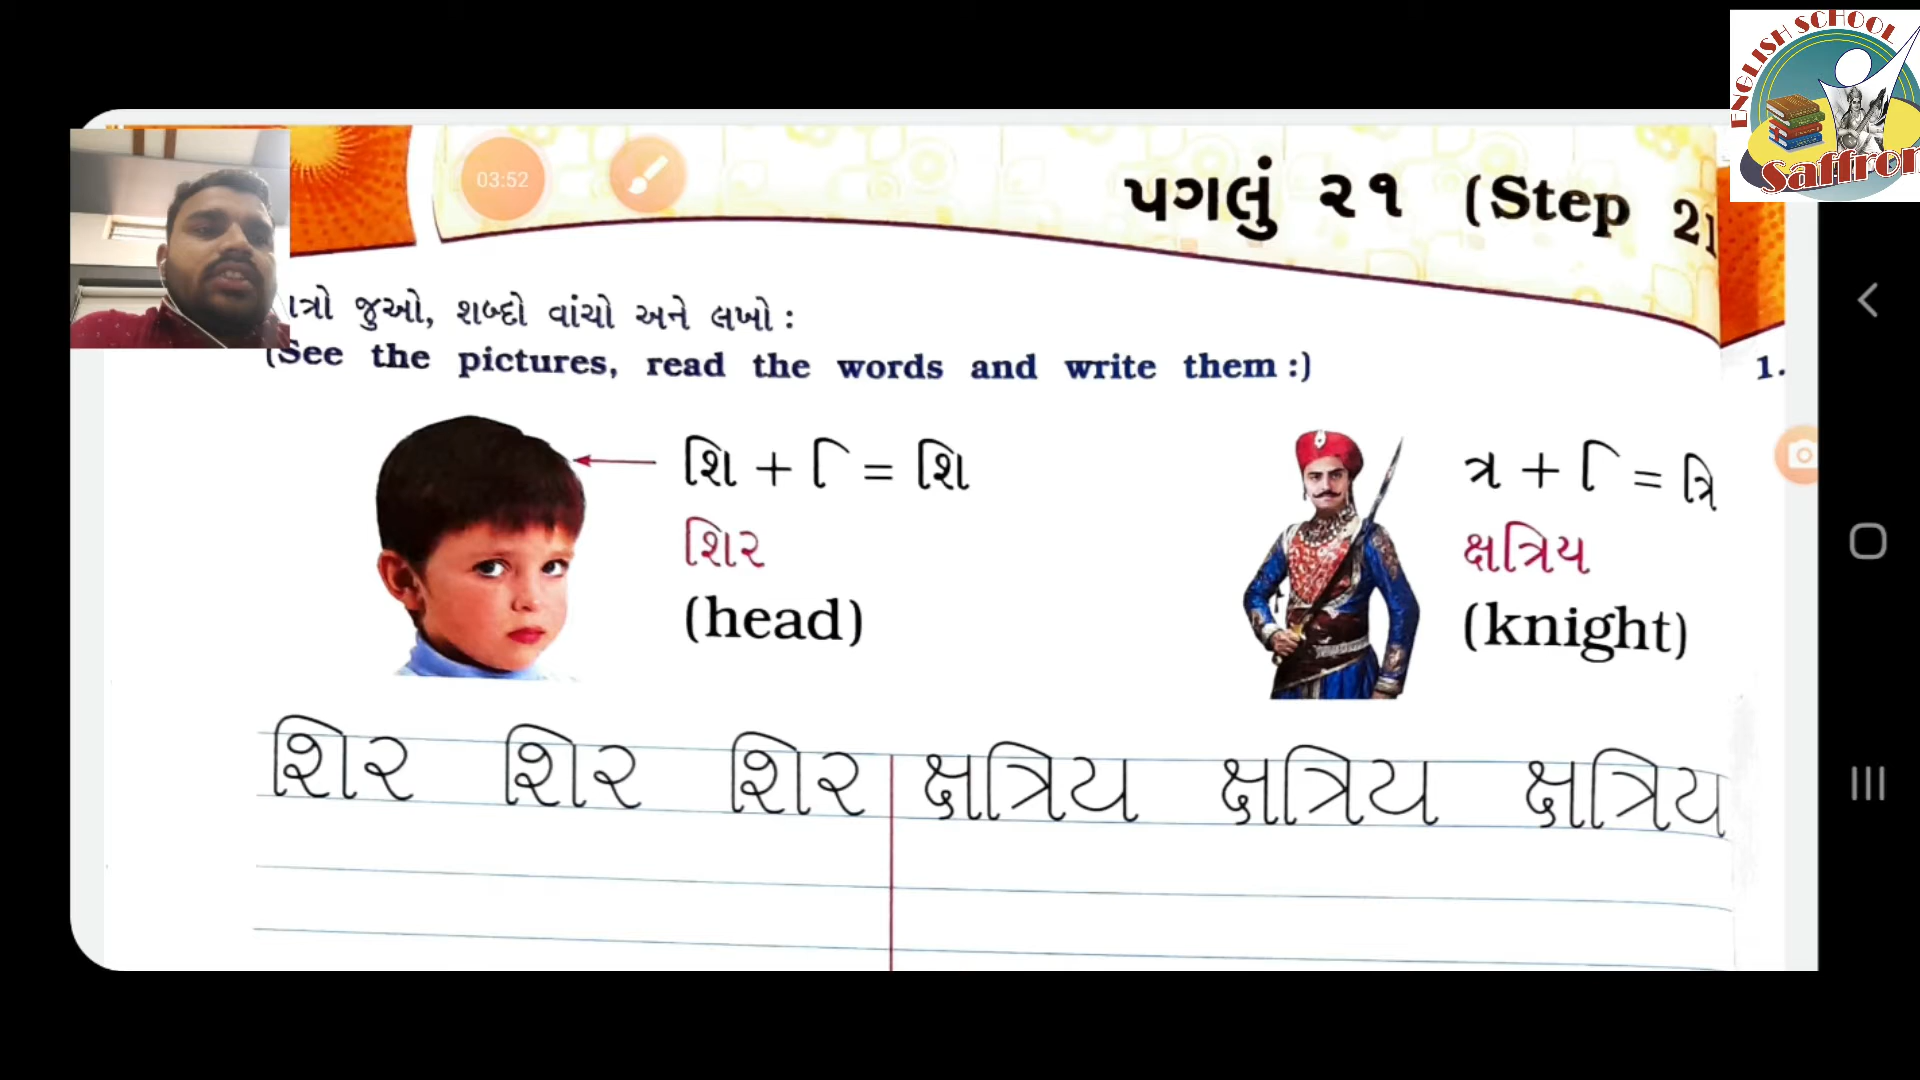 ENGLISH SCHOOL
Saffron
03:52
પગલું ૨૧ (Step 21
જુઓ, શબ્દો વાંચો અને લખો :
(See the pictures, read the words and write them :)
1.
શિ + િ = શિ
શિર
(head)
ત્ર + િ = ત્રિ
ક્ષત્રિય
(knight)
શિર શિર શિર ક્ષત્રિય ક્ષત્રિય ક્ષત્રિય